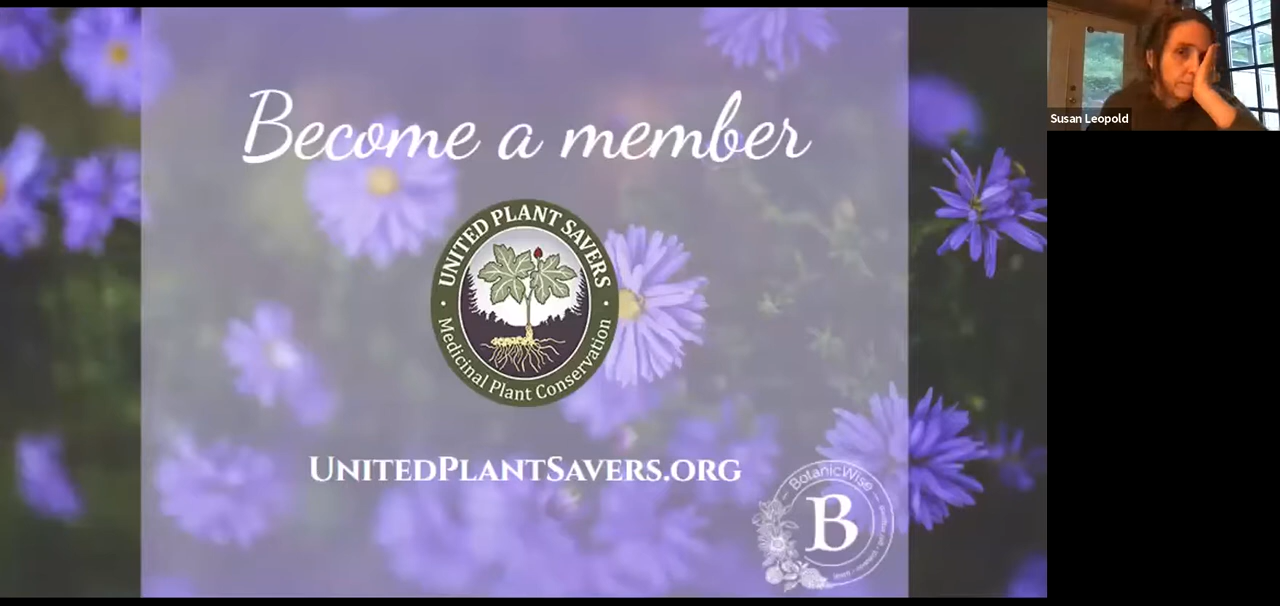 Become a member
UNITED PLANT SAVERS
Medicinal Plant Conservation
UNITEDPLANTSAVERS.ORG
BotanicWise
B
Susan Leopold